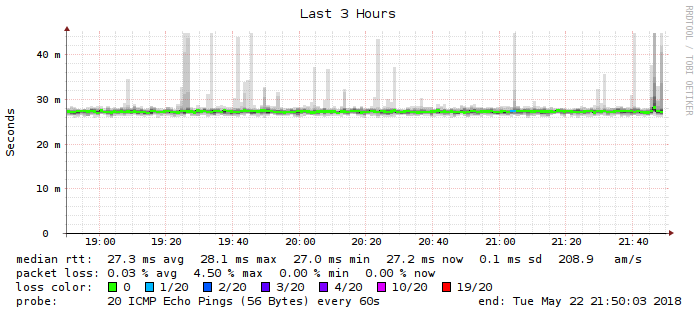 Last 3 Hours
RRDTOOL / TOBI OETIKER
Seconds
40 m
30 m
20 m
10 m
0
19:00 19:20 19:40 20:00 20:20 20:40 21:00 21:20 21:40
median rtt: 27.3 ms avg 28.1 ms max 27.0 ms min 27.2 ms now 0.1 ms sd 208.9 am/s
packet loss: 0.03 % avg 4.50 % max 0.00 % min 0.00 % now
loss color: 0 1/20 2/20 3/20 4/20 10/20 19/20
probe: 20 ICMP Echo Pings (56 Bytes) every 60s end: Tue May 22 21:50:03 2018